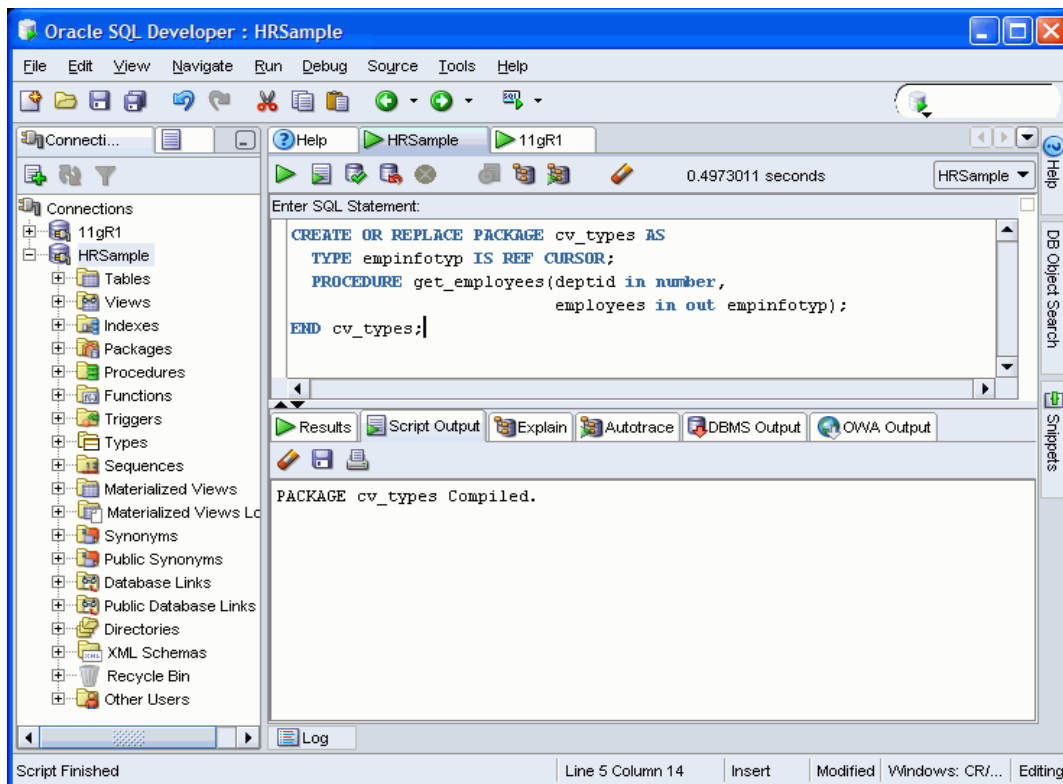 Oracle SQL Developer : HRSample
File Edit View Navigate Run Debug Source Tools Help
Connecti...
Connections
11gR1
HRSample
Tables
Views
Indexes
Packages
Procedures
Functions
Triggers
Types
Sequences
Materialized Views
Materialized Views Lo
Synonyms
Public Synonyms
Database Links
Public Database Links
Directories
XML Schemas
Recycle Bin
Other Users
Help HRSample 11gR1
0.4973011 seconds HRSample
Enter SQL Statement:
CREATE OR REPLACE PACKAGE cv_types AS
TYPE empinfotyp IS REF CURSOR;
PROCEDURE get_employees(deptid in number,
employees in out empinfotyp);
END cv_types;
Results Script Output Explain Autotrace DBMS Output OWA Output
PACKAGE cv_types Compiled.
Log
Help
DB Object Search
Snippets
Script Finished Line 5 Column 14 Insert Modified Windows: CR/... Editing